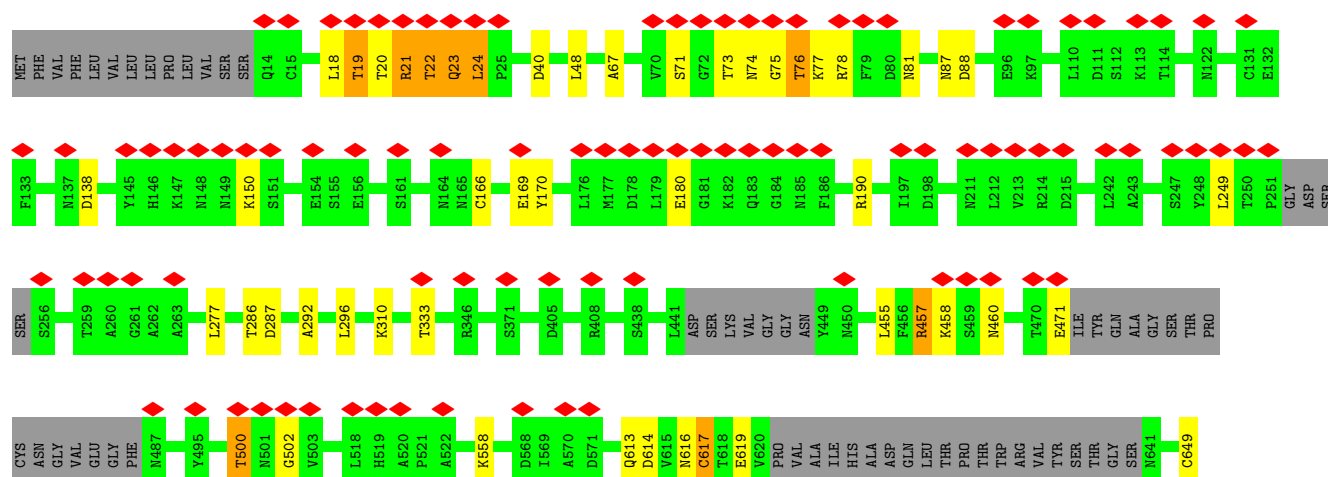 MET PHE VAL PHE LEU VAL LEU LEU PRO LEU VAL SER SER Q14 C15 L18 T19 T20 R21 T22 Q23 L24 P25 D40 L48 A67 V70 S71 G72 T73 N74 G75 T76 K77 R78 F79 D80 N81 N87 D88 E96 K97 L110 D111 S112 K113 T114 N122 C131 E132
F133 N137 D138 Y145 H146 K147 N148 N149 K150 S151 E154 S155 E156 S161 N164 N165 C166 E169 Y170 L176 M177 D178 L179 E180 G181 K182 Q183 G184 N185 F186 R190 I197 D198 N211 L212 V213 R214 D215 L242 A243 S247 Y248 L249 T250 P251 GLY ASP SER
SER S256 T259 A260 G261 A262 A263 L277 T286 D287 A292 L296 K310 T333 R346 S371 D405 R408 S438 L441 ASP SER LYS VAL GLY GLY ASN Y449 N450 L455 F456 R457 K458 S459 N460 T470 E471 ILE TYR GLN ALA GLY SER THR PRO
CYS ASN GLY VAL GLU GLY PHE N487 Y495 T500 N501 G502 V503 L518 H519 A520 P521 A522 K558 D568 I569 A570 D571 Q613 D614 V615 N616 C617 T618 E619 V620 PRO VAL ALA ILE HIS ALA ASP GLN LEU THR PRO THR TRP ARG VAL TYR SER THR GLY SER N641 C649